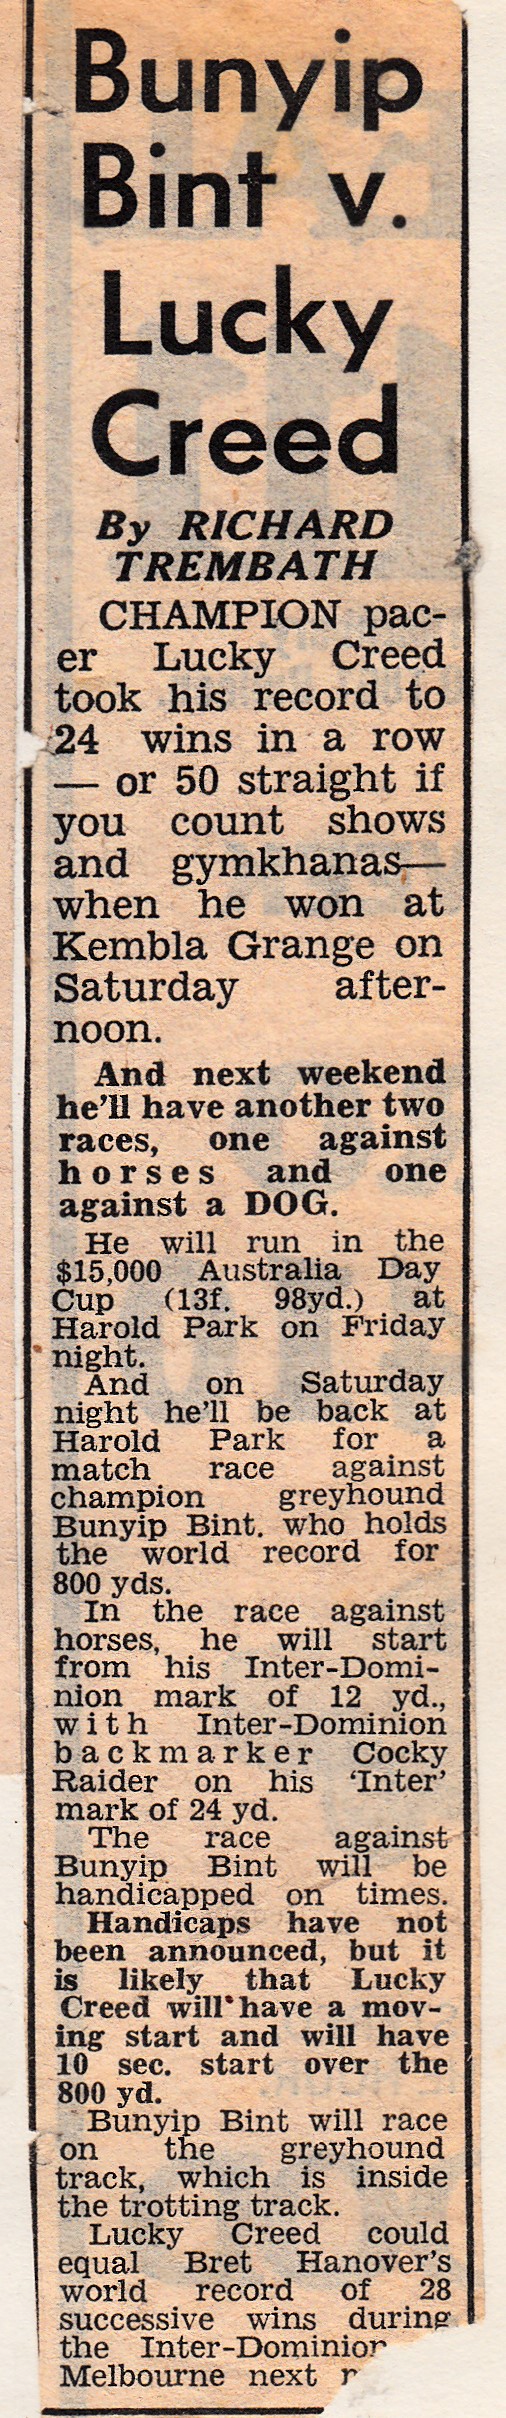 Bunyip
Bint v.
Lucky
Creed
By RICHARD
TREMBATH
CHAMPION pac-
er Lucky Creed
took his record to
24 wins in a row
— or 50 straight if
you count shows
and gymkhanas—
when he won at
Kembla Grange on
Saturday after-
noon.
And next weekend
he'll have another two
races, one against
horses and one
against a DOG.
He will run in the
$15,000 Australia Day
Cup (13f. 98yd.) at
Harold Park on Friday
night.
And on Saturday
night he'll be back at
Harold Park for a
match race against
champion greyhound
Bunyip Bint. who holds
the world record for
800 yds.
In the race against
horses, he will start
from his Inter-Domi-
nion mark of 12 yd.,
with Inter-Dominion
backmarker Cocky
Raider on his 'Inter'
mark of 24 yd.
The race against
Bunyip Bint will be
handicapped on times.
Handicaps have not
been announced, but it
is likely that Lucky
Creed will have a mov-
ing start and will have
10 sec. start over the
800 yd.
Bunyip Bint will race
on the greyhound
track, which is inside
the trotting track.
Lucky Creed could
equal Bret Hanover's
world record of 28
successive wins during
the Inter-Dominion
Melbourne next